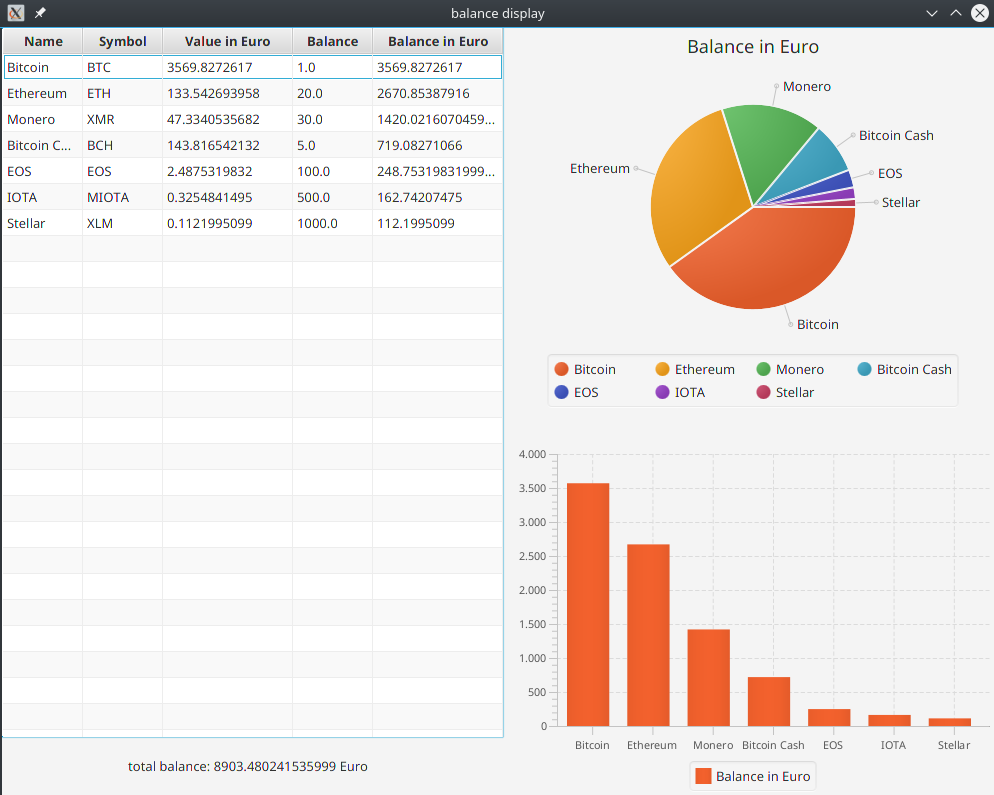 balance display
Name Symbol Value in Euro Balance Balance in Euro
Bitcoin BTC 3569.8272617 1.0 3569.8272617
Ethereum ETH 133.542693958 20.0 2670.85387916
Monero XMR 47.3340535682 30.0 1420.0216070459...
Bitcoin C... BCH 143.816542132 5.0 719.08271066
EOS EOS 2.4875319832 100.0 248.75319831999...
IOTA MIOTA 0.3254841495 500.0 162.74207475
Stellar XLM 0.1121995099 1000.0 112.1995099
total balance: 8903.480241535999 Euro
Balance in Euro
Monero
Bitcoin Cash
Ethereum
EOS
Stellar
Bitcoin
Bitcoin Ethereum Monero Bitcoin Cash
EOS IOTA Stellar
4.000
3.500
3.000
2.500
2.000
1.500
1.000
500
0
Bitcoin Ethereum Monero Bitcoin Cash EOS IOTA Stellar
Balance in Euro